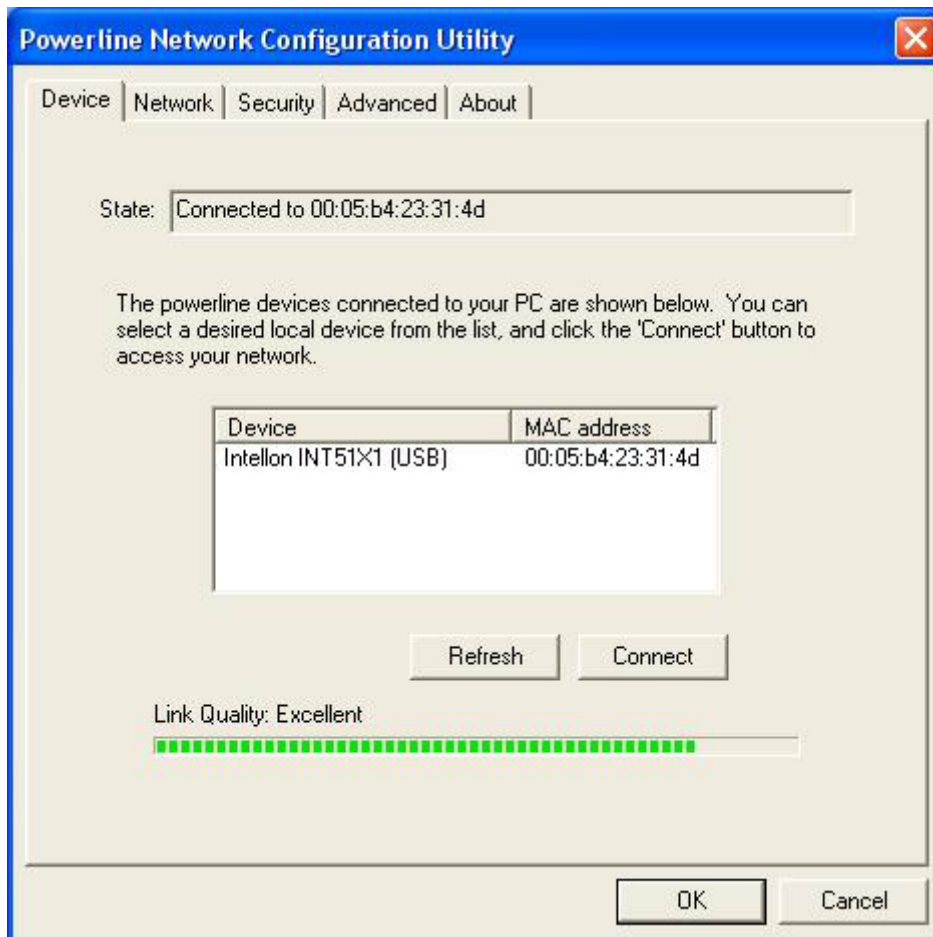 Powerline Network Configuration Utility
Device Network Security Advanced About
State: Connected to 00:05:b4:23:31:4d
The powerline devices connected to your PC are shown below. You can
select a desired local device from the list, and click the 'Connect' button to
access your network.
Device MAC address
Intellon INT51X1 (USB) 00:05:b4:23:31:4d
Refresh Connect
Link Quality: Excellent
OK Cancel